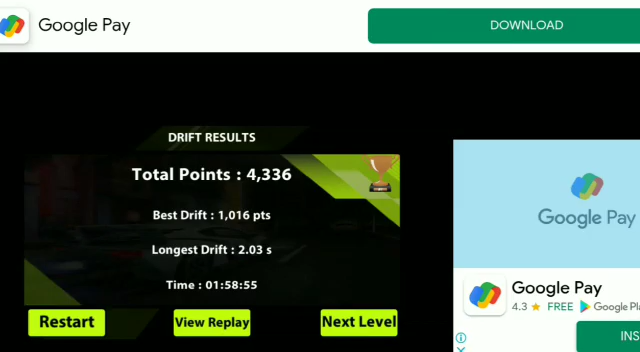 Google Pay
DOWNLOAD
DRIFT RESULTS
Total Points : 4,336
Best Drift : 1,016 pts
Longest Drift : 2.03 s
Time : 01:58:55
Restart
View Replay
Next Level
Google Pay
Google Pay
4.3 ★ FREE Google